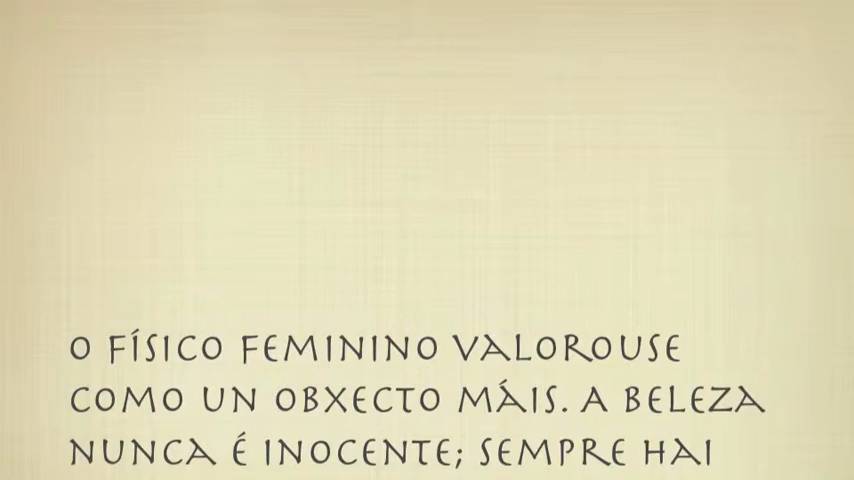 O FÍSICO FEMININO VALOROUSE
COMO UN OBXECTO MÁIS. A BELEZA
NUNCA É INOCENTE; SEMPRE HAI